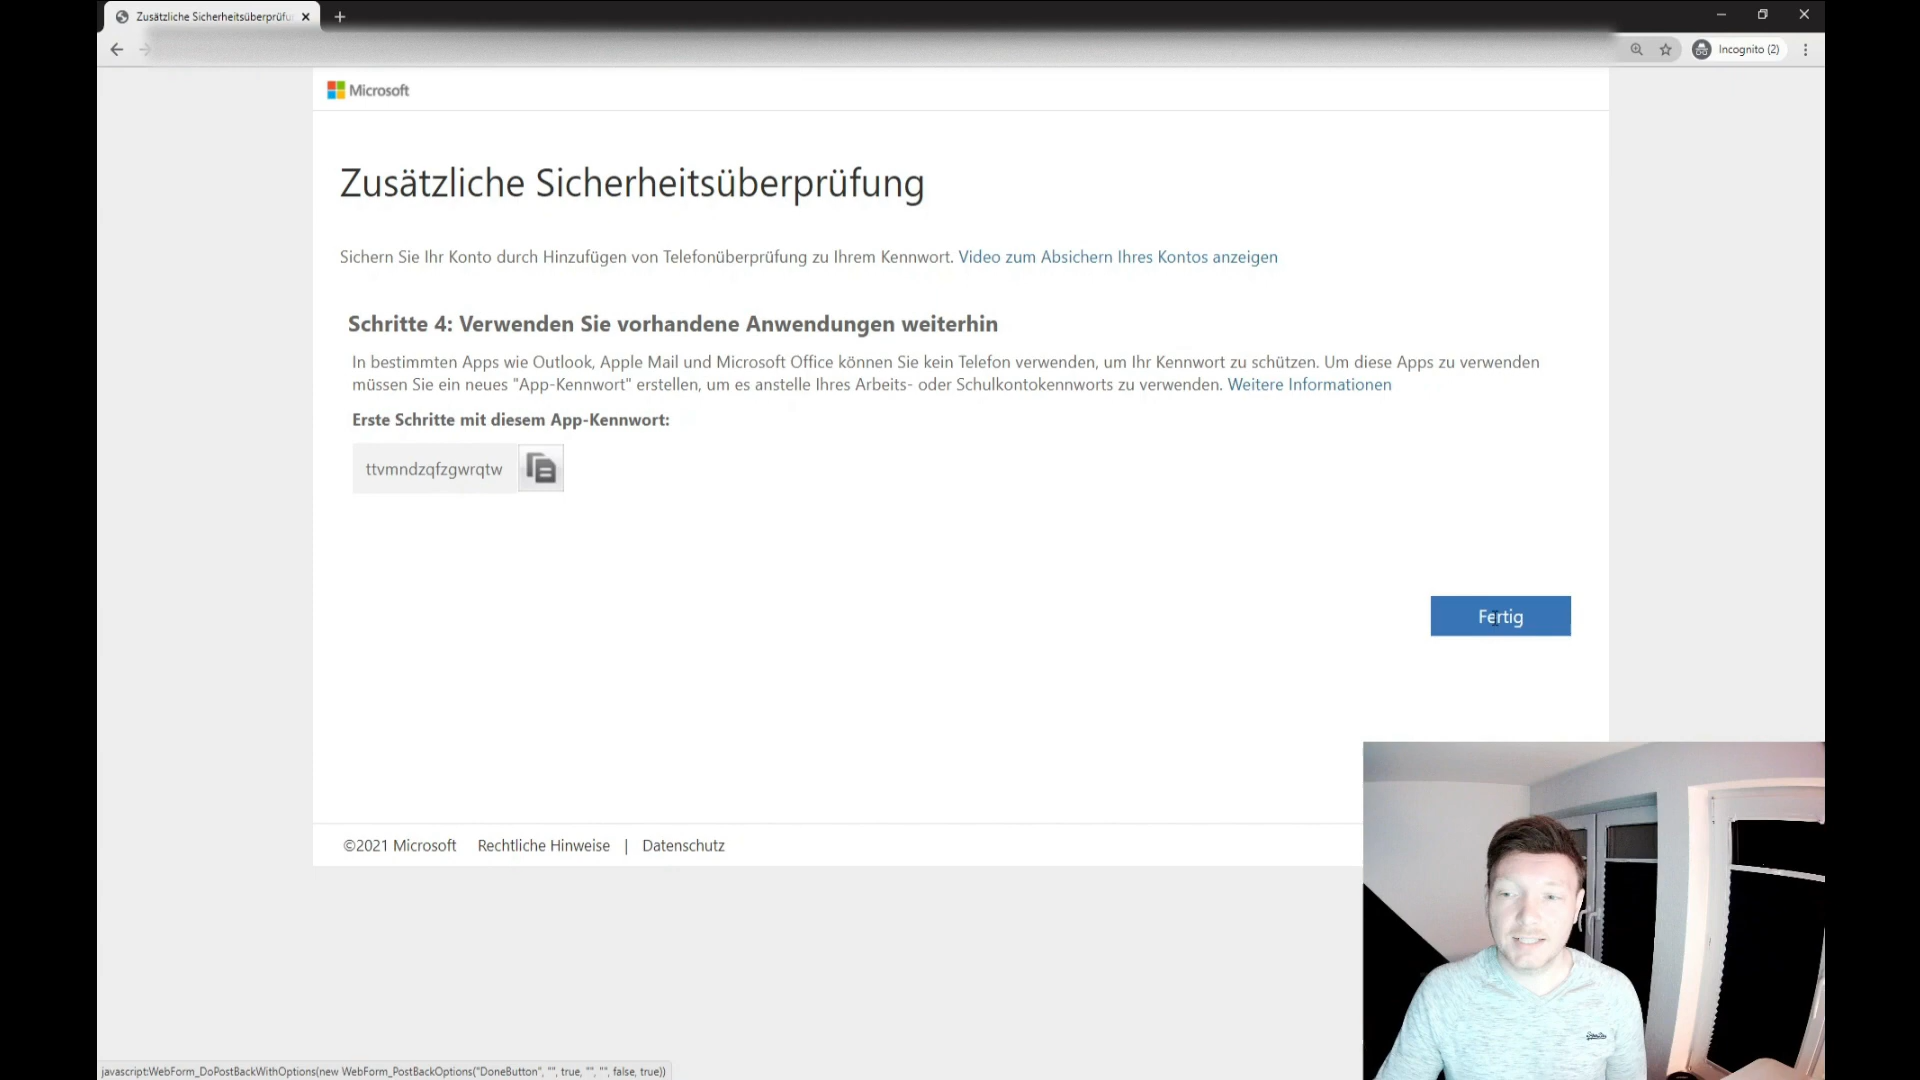 Zusätzliche Sicherheitsüberprüfu
Incognito (2)
Microsoft
Zusätzliche Sicherheitsüberprüfung
Sichern Sie Ihr Konto durch Hinzufügen von Telefonüberprüfung zu Ihrem Kennwort. Video zum Absichern Ihres Kontos anzeigen
Schritte 4: Verwenden Sie vorhandene Anwendungen weiterhin
In bestimmten Apps wie Outlook, Apple Mail und Microsoft Office können Sie kein Telefon verwenden, um Ihr Kennwort zu schützen. Um diese Apps zu verwenden
müssen Sie ein neues "App-Kennwort" erstellen, um es anstelle Ihres Arbeits- oder Schulkontokennworts zu verwenden. Weitere Informationen
Erste Schritte mit diesem App-Kennwort:
ttvmndzqfzgwrqtw
Fertig
©2021 Microsoft Rechtliche Hinweise | Datenschutz
javascript:WebForm_DoPostBackWithOptions(new WebForm_PostBackOptions("DoneButton", "", true, "", "", false, true))